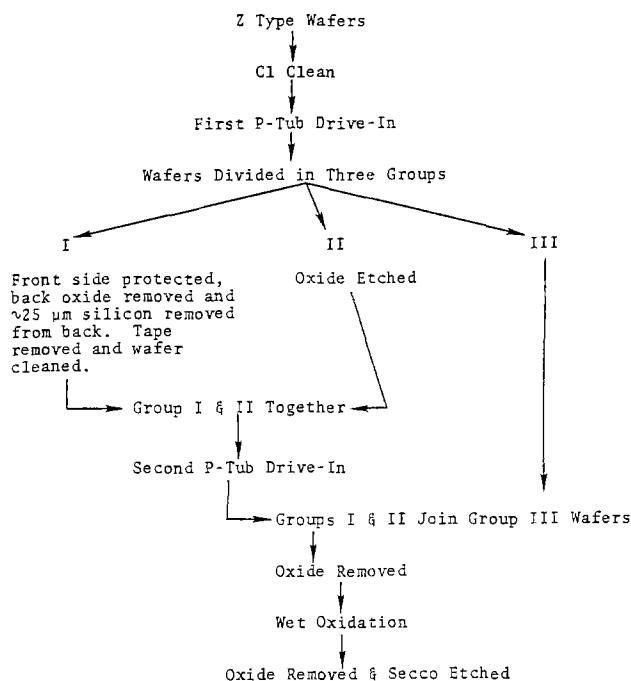 Z Type Wafers
Cl Clean
First P-Tub Drive-In
Wafers Divided in Three Groups
I
II
III
Front side protected,
back oxide removed and
~25 μm silicon removed
from back. Tape
removed and wafer
cleaned.
Oxide Etched
Group I & II Together
Second P-Tub Drive-In
Groups I & II Join Group III Wafers
Oxide Removed
Wet Oxidation
Oxide Removed & Secco Etched